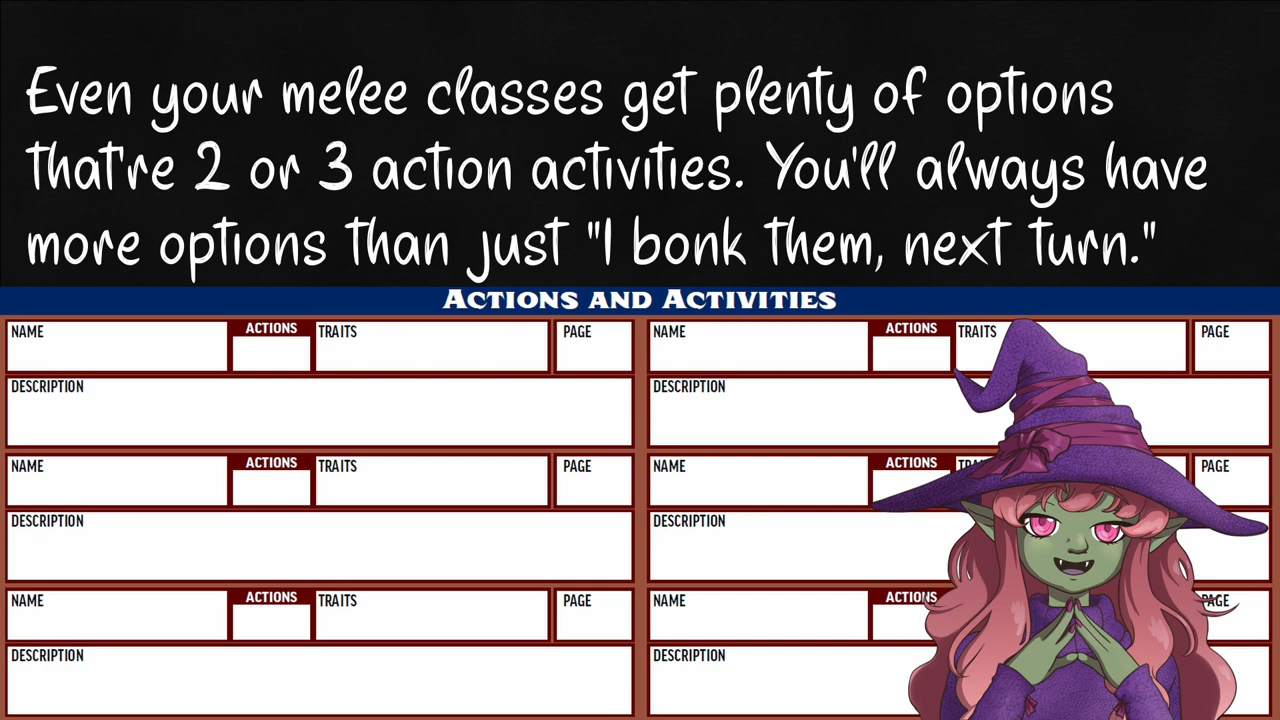 Even your melee classes get plenty of options
that're 2 or 3 action activities. You'll always have
more options than just "I bonk them, next turn."
ACTIONS AND ACTIVITIES
NAME ACTIONS TRAITS PAGE NAME ACTIONS TRAITS PAGE
DESCRIPTION DESCRIPTION
NAME ACTIONS TRAITS PAGE NAME ACTIONS PAGE
DESCRIPTION DESCRIPTION
NAME ACTIONS TRAITS PAGE NAME ACTIONS PAGE
DESCRIPTION DESCRIPTION